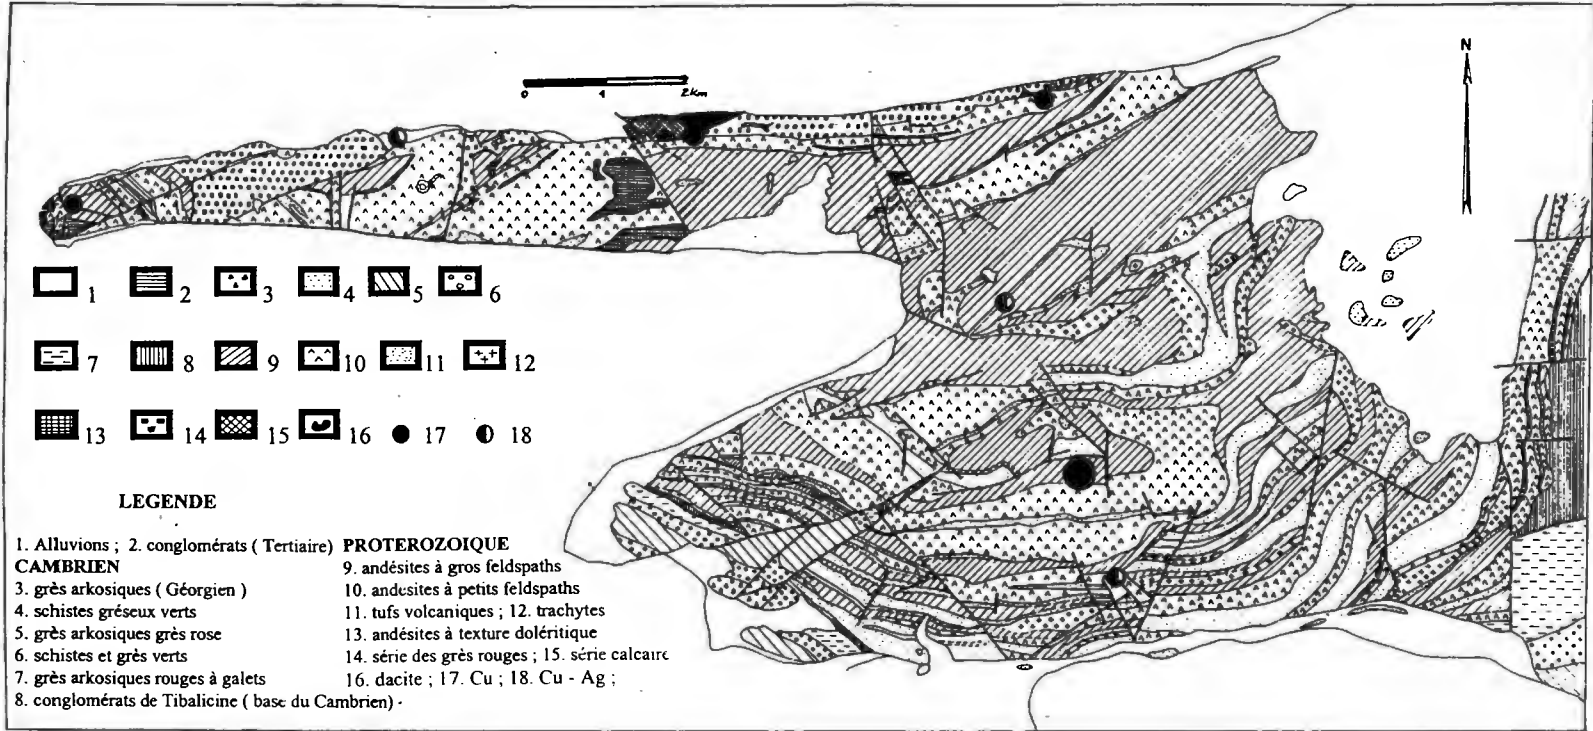 N
0 1 2km
1 2 3 4 5 6
7 8 9 10 11 12
13 14 15 16 17 18
LEGENDE
1. Alluvions ; 2. conglomérats ( Tertiaire)
CAMBRIEN
3. grès arkosiques ( Géorgien )
4. schistes gréseux verts
5. grès arkosiques grès rose
6. schistes et grès verts
7. grès arkosiques rouges à galets
8. conglomérats de Tibalicine ( base du Cambrien) -
PROTEROZOIQUE
9. andésites à gros feldspaths
10. andesites à petits feldspaths
11. tufs volcaniques ; 12. trachytes
13. andésites à texture doléritique
14. série des grès rouges ; 15. série calcaire
16. dacite ; 17. Cu ; 18. Cu - Ag ;